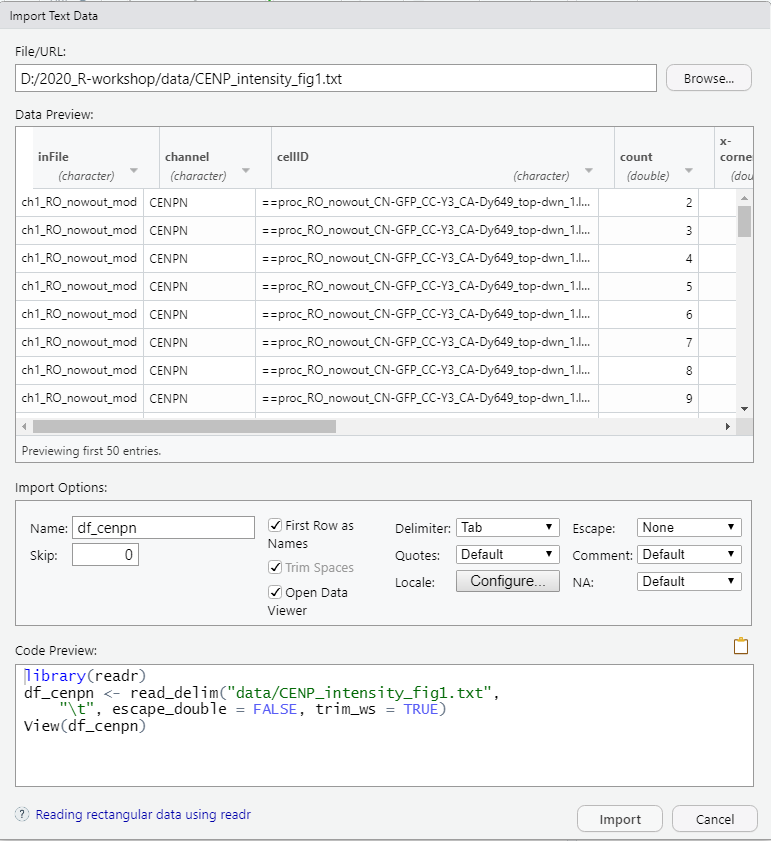 Import Text Data
File/URL:
D:/2020_R-workshop/data/CENP_intensity_fig1.txt
Browse...
Data Preview:
inFile
(character)
channel
(character)
cellID
(character)
count
(double)
x-
corne
(dou
ch1_RO_nowout_mod CENPN ==proc_RO_nowout_CN-GFP_CC-Y3_CA-Dy649_top-dwn_1.l... 2
ch1_RO_nowout_mod CENPN ==proc_RO_nowout_CN-GFP_CC-Y3_CA-Dy649_top-dwn_1.l... 3
ch1_RO_nowout_mod CENPN ==proc_RO_nowout_CN-GFP_CC-Y3_CA-Dy649_top-dwn_1.l... 4
ch1_RO_nowout_mod CENPN ==proc_RO_nowout_CN-GFP_CC-Y3_CA-Dy649_top-dwn_1.l... 5
ch1_RO_nowout_mod CENPN ==proc_RO_nowout_CN-GFP_CC-Y3_CA-Dy649_top-dwn_1.l... 6
ch1_RO_nowout_mod CENPN ==proc_RO_nowout_CN-GFP_CC-Y3_CA-Dy649_top-dwn_1.l... 7
ch1_RO_nowout_mod CENPN ==proc_RO_nowout_CN-GFP_CC-Y3_CA-Dy649_top-dwn_1.l... 8
ch1_RO_nowout_mod CENPN ==proc_RO_nowout_CN-GFP_CC-Y3_CA-Dy649_top-dwn_1.l... 9
Previewing first 50 entries.
Import Options:
Name: df_cenpn
Skip: 0
First Row as
Names
Trim Spaces
Open Data
Viewer
Delimiter: Tab
Quotes: Default
Locale: Configure...
Escape: None
Comment: Default
NA: Default
Code Preview:
library(readr)
df_cenpn <- read_delim("data/CENP_intensity_fig1.txt",
"\t", escape_double = FALSE, trim_ws = TRUE)
View(df_cenpn)
? Reading rectangular data using readr
Import
Cancel